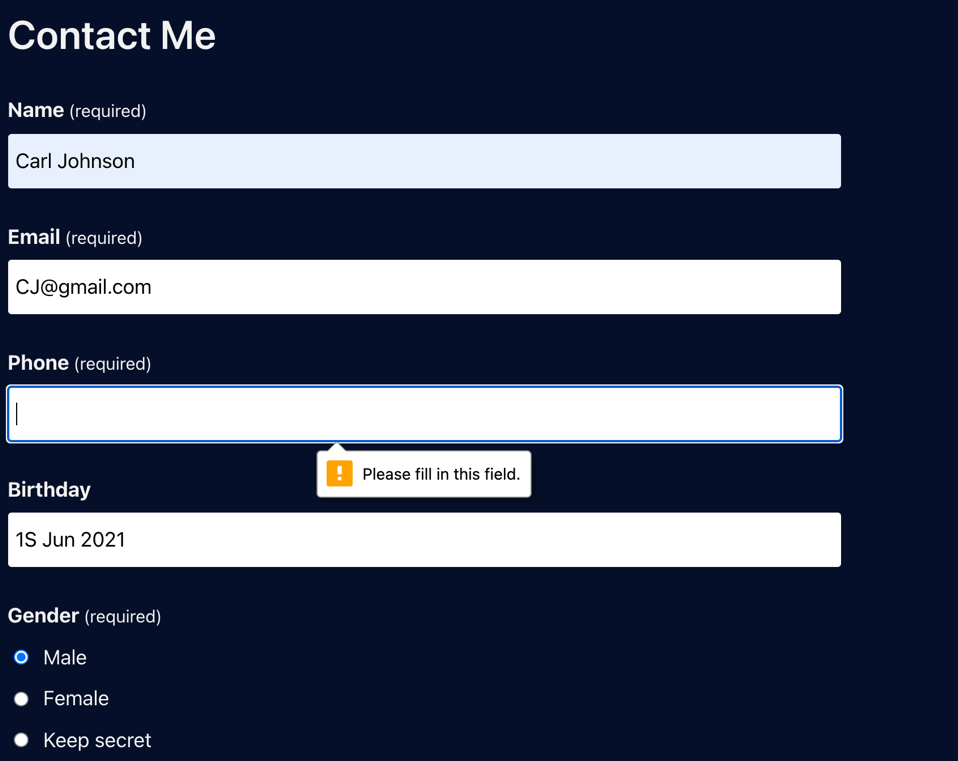 Contact Me
Name (required)
Carl Johnson
Email (required)
CJ@gmail.com
Phone (required)
! Please fill in this field.
Birthday
1S Jun 2021
Gender (required)
Male
Female
Keep secret